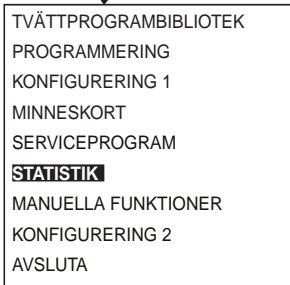 TVÄTTPROGRAMBIBLIOTEK
PROGRAMMERING
KONFIGURERING 1
MINNESKORT
SERVICEPROGRAM
STATISTIK
MANUELLA FUNKTIONER
KONFIGURERING 2
AVSLUTA